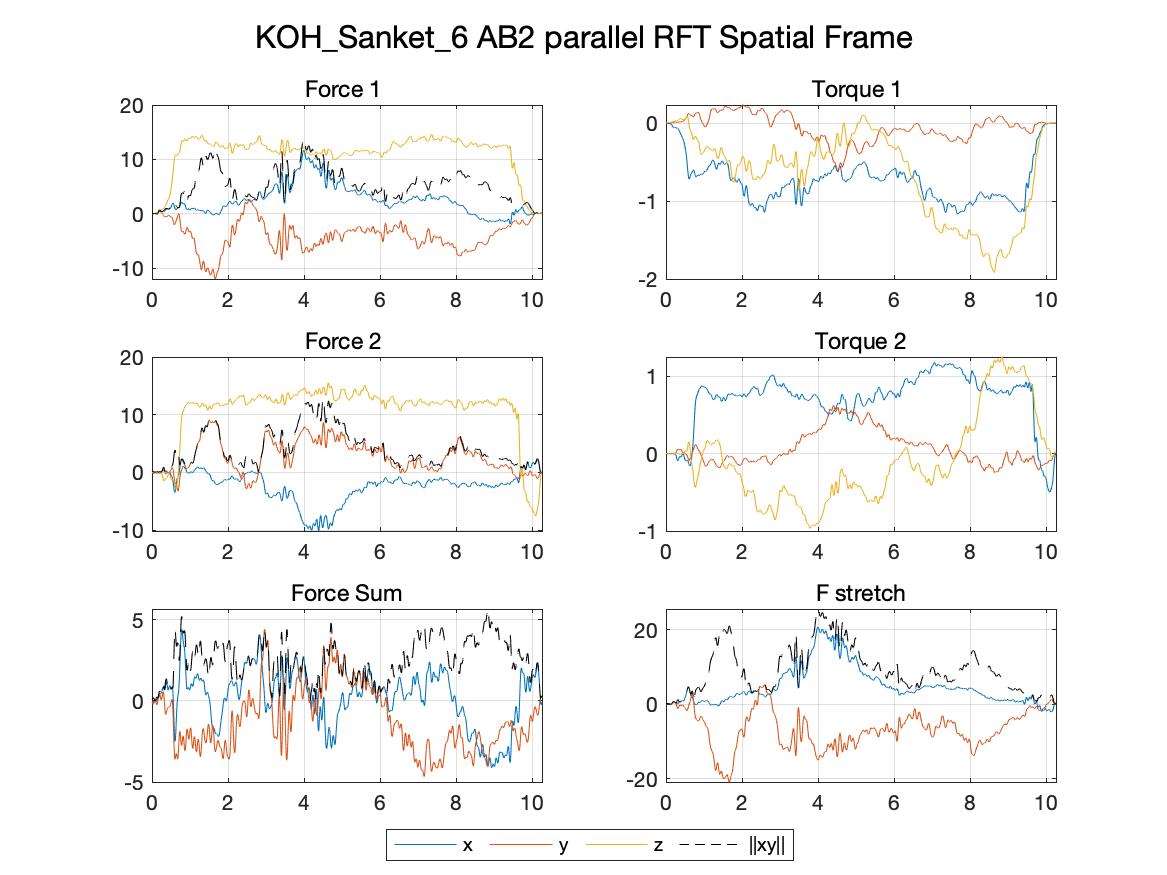 KOH_Sanket_6 AB2 parallel RFT Spatial Frame
Force 1
20
10
0
-10
0 2 4 6 8 10
Torque 1
0
-1
-2
0 2 4 6 8 10
Force 2
20
10
0
-10
0 2 4 6 8 10
Torque 2
1
0
-1
0 2 4 6 8 10
Force Sum
5
0
-5
0 2 4 6 8 10
F stretch
20
0
-20
0 2 4 6 8 10
x y z ||xy||